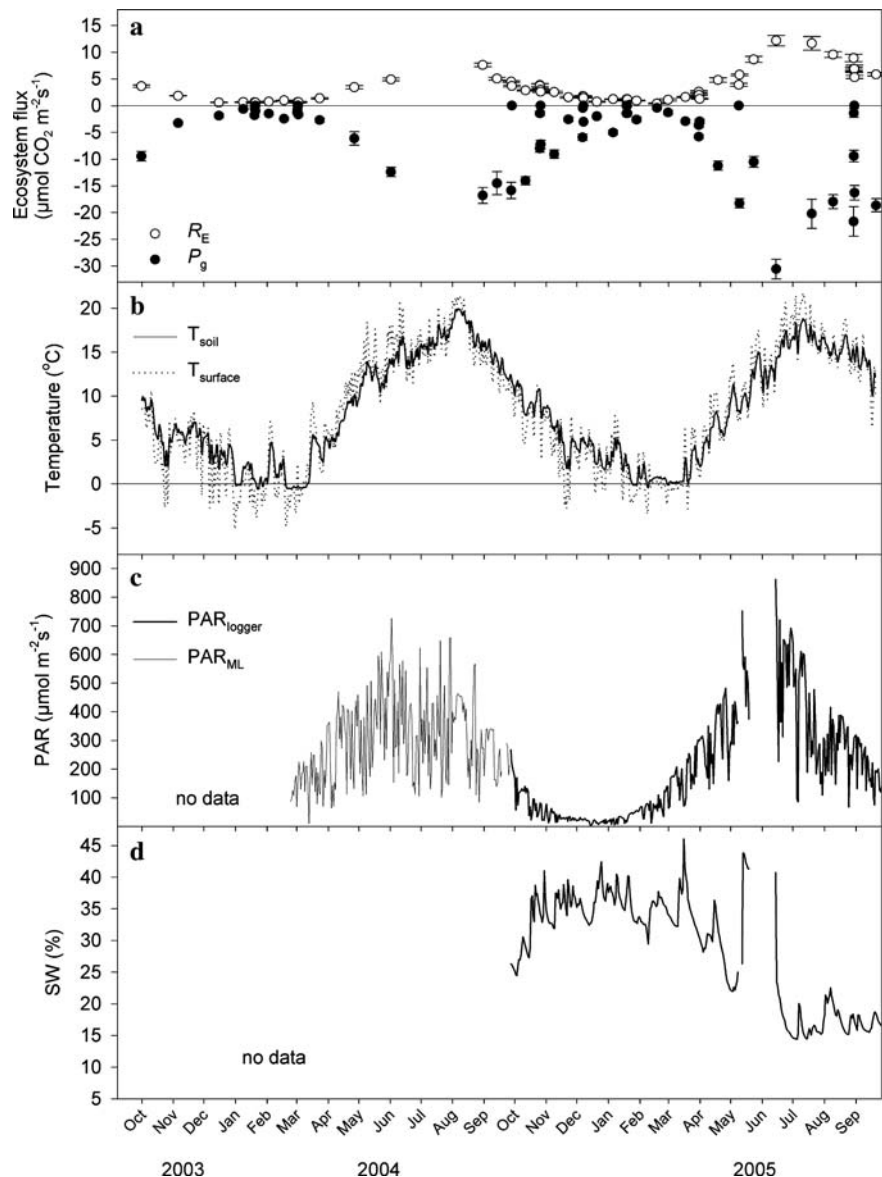 a
Ecosystem flux
(µmol CO2 m-2s-1)
15
10
5
0
-5
-10
-15
-20
-25
-30
RE
Pg
b
Temperature (oC)
20
15
10
5
0
-5
Tsoil
Tsurface
c
PAR (µmol m-2s-1)
900
800
700
600
500
400
300
200
100
PARlogger
PARML
no data
d
SW (%)
45
40
35
30
25
20
15
10
5
no data
Oct Nov Dec Jan Feb Mar Apr May Jun Jul Aug Sep Oct Nov Dec Jan Feb Mar Apr May Jun Jul Aug Sep
2003 2004 2005